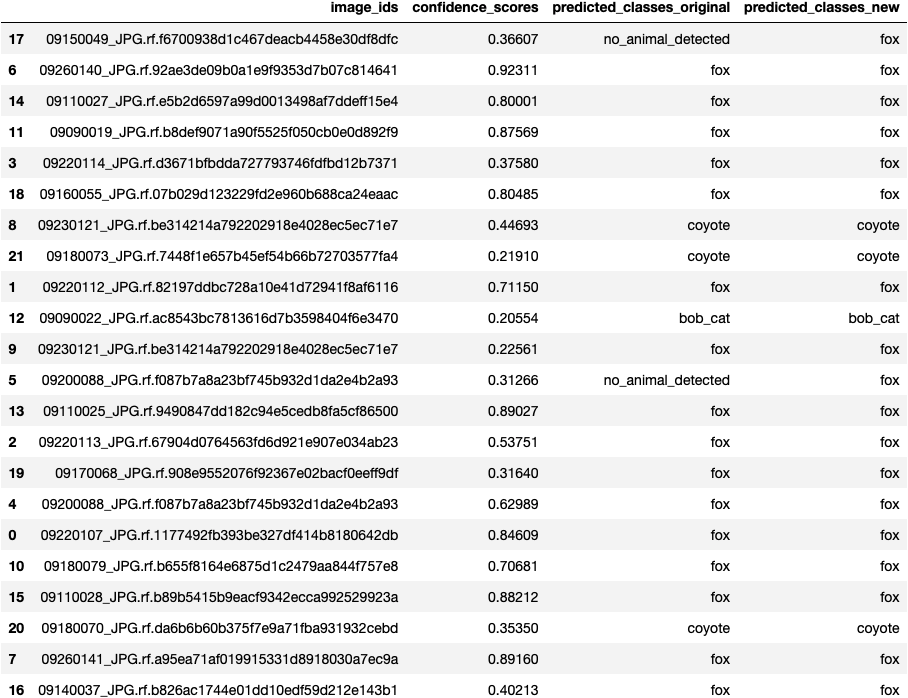 image_ids confidence_scores predicted_classes_original predicted_classes_new
17 09150049_JPG.rf.f6700938d1c467deacb4458e30df8dfc 0.36607 no_animal_detected fox
6 09260140_JPG.rf.92ae3de09b0a1e9f9353d7b07c814641 0.92311 fox fox
14 09110027_JPG.rf.e5b2d6597a99d0013498af7ddeff15e4 0.80001 fox fox
11 09090019_JPG.rf.b8def9071a90f5525f050cb0e0d892f9 0.87569 fox fox
3 09220114_JPG.rf.d3671bfbdda727793746fdfbd12b7371 0.37580 fox fox
18 09160055_JPG.rf.07b029d123229fd2e960b688ca24eaac 0.80485 fox fox
8 09230121_JPG.rf.be314214a792202918e4028ec5ec71e7 0.44693 coyote coyote
21 09180073_JPG.rf.7448f1e657b45ef54b66b72703577fa4 0.21910 coyote coyote
1 09220112_JPG.rf.82197ddbc728a10e41d72941f8af6116 0.71150 fox fox
12 09090022_JPG.rf.ac8543bc7813616d7b3598404f6e3470 0.20554 bob_cat bob_cat
9 09230121_JPG.rf.be314214a792202918e4028ec5ec71e7 0.22561 fox fox
5 09200088_JPG.rf.f087b7a8a23bf745b932d1da2e4b2a93 0.31266 no_animal_detected fox
13 09110025_JPG.rf.9490847dd182c94e5cedb8fa5cf86500 0.89027 fox fox
2 09220113_JPG.rf.67904d0764563fd6d921e907e034ab23 0.53751 fox fox
19 09170068_JPG.rf.908e9552076f92367e02bacf0eeff9df 0.31640 fox fox
4 09200088_JPG.rf.f087b7a8a23bf745b932d1da2e4b2a93 0.62989 fox fox
0 09220107_JPG.rf.1177492fb393be327df414b8180642db 0.84609 fox fox
10 09180079_JPG.rf.b655f8164e6875d1c2479aa844f757e8 0.70681 fox fox
15 09110028_JPG.rf.b89b5415b9eacf9342ecca992529923a 0.88212 fox fox
20 09180070_JPG.rf.da6b6b60b375f7e9a71fba931932cebd 0.35350 coyote coyote
7 09260141_JPG.rf.a95ea71af019915331d8918030a7ec9a 0.89160 fox fox
16 09140037_JPG.rf.b826ac1744e01dd10edf59d212e143b1 0.40213 fox fox